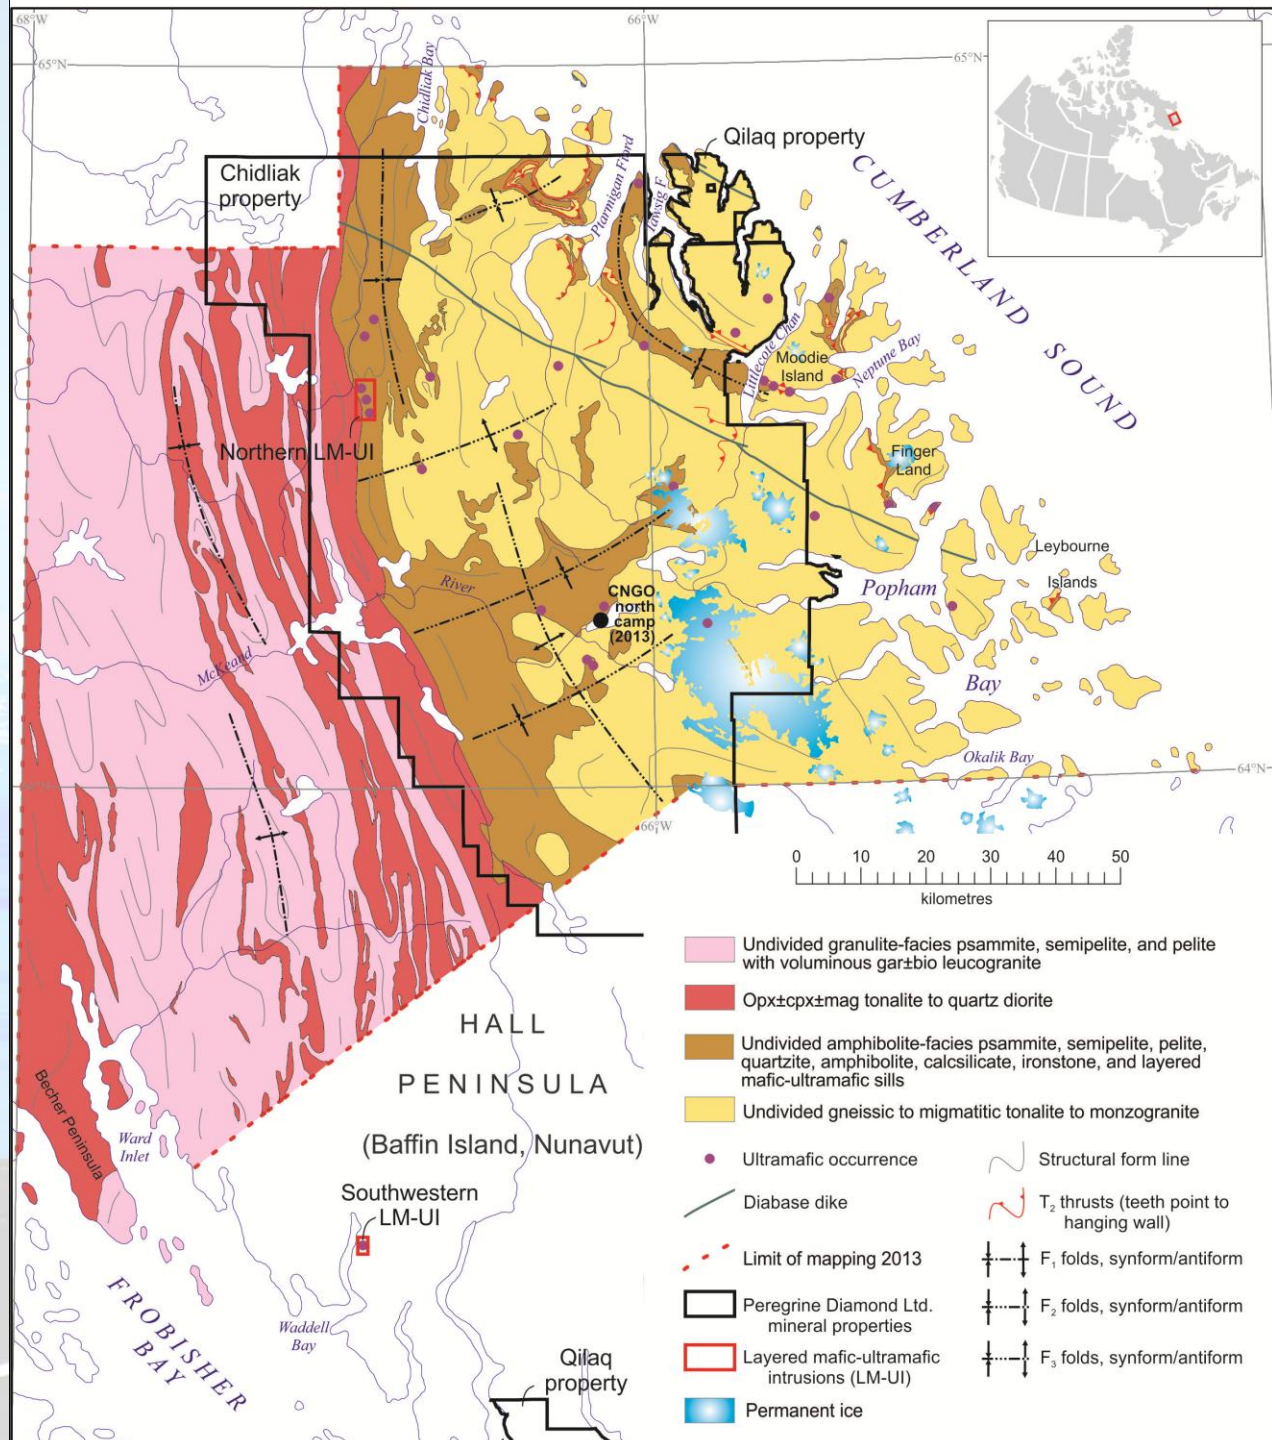 68°W
66°W
65°N
65°N
Chidliak Bay
Qilaq property
Chidliak
property
Ptarmigan Fiord
Iqwsig F
CUMBERLAND
SOUND
Littlecote Chan
Moodie
Island
Neptune Bay
Northern LM-UI
Finger
Land
Leybourne
Islands
River
CNGO
north
camp
(2013)
Popham
Bay
McKeand
Okalik Bay
64°N
66°W
0 10 20 30 40 50
kilometres
HALL
PENINSULA
(Baffin Island, Nunavut)
Becher Peninsula
Ward
Inlet
Southwestern
LM-UI
FROBISHER
BAY
Waddell
Bay
Qilaq
property
Undivided granulite-facies psammite, semipelite, and pelite
with voluminous gar±bio leucogranite
Opx±cpx±mag tonalite to quartz diorite
Undivided amphibolite-facies psammite, semipelite, pelite,
quartzite, amphibolite, calcsilicate, ironstone, and layered
mafic-ultramafic sills
Undivided gneissic to migmatitic tonalite to monzogranite
Ultramafic occurrence
Diabase dike
Limit of mapping 2013
Peregrine Diamond Ltd.
mineral properties
Layered mafic-ultramafic
intrusions (LM-UI)
Permanent ice
Structural form line
T2 thrusts (teeth point to
hanging wall)
F1 folds, synform/antiform
F2 folds, synform/antiform
F3 folds, synform/antiform